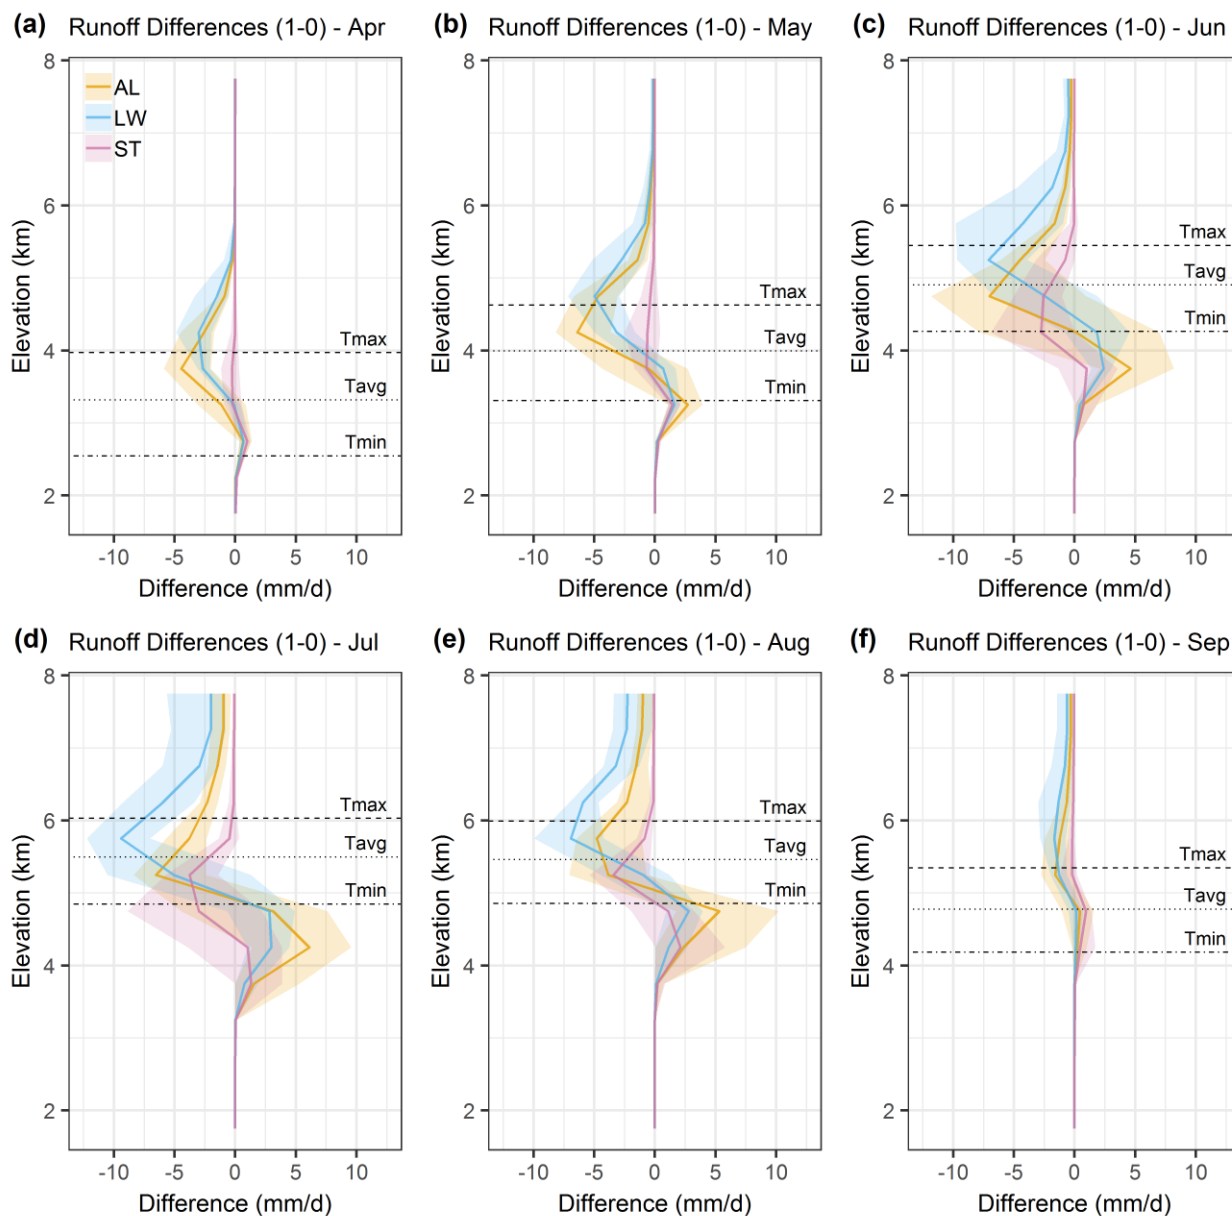 (a) Runoff Differences (1-0) - Apr
(b) Runoff Differences (1-0) - May
(c) Runoff Differences (1-0) - Jun
8
6
4
2
Elevation (km)
AL
LW
ST
Tmax
Tavg
Tmin
-10 -5 0 5 10
Difference (mm/d)
8
6
4
2
Elevation (km)
Tmax
Tavg
Tmin
-10 -5 0 5 10
Difference (mm/d)
8
6
4
2
Elevation (km)
Tmax
Tavg
Tmin
-10 -5 0 5 10
Difference (mm/d)
(d) Runoff Differences (1-0) - Jul
(e) Runoff Differences (1-0) - Aug
(f) Runoff Differences (1-0) - Sep
8
6
4
2
Elevation (km)
Tmax
Tavg
Tmin
-10 -5 0 5 10
Difference (mm/d)
8
6
4
2
Elevation (km)
Tmax
Tavg
Tmin
-10 -5 0 5 10
Difference (mm/d)
8
6
4
2
Elevation (km)
Tmax
Tavg
Tmin
-10 -5 0 5 10
Difference (mm/d)